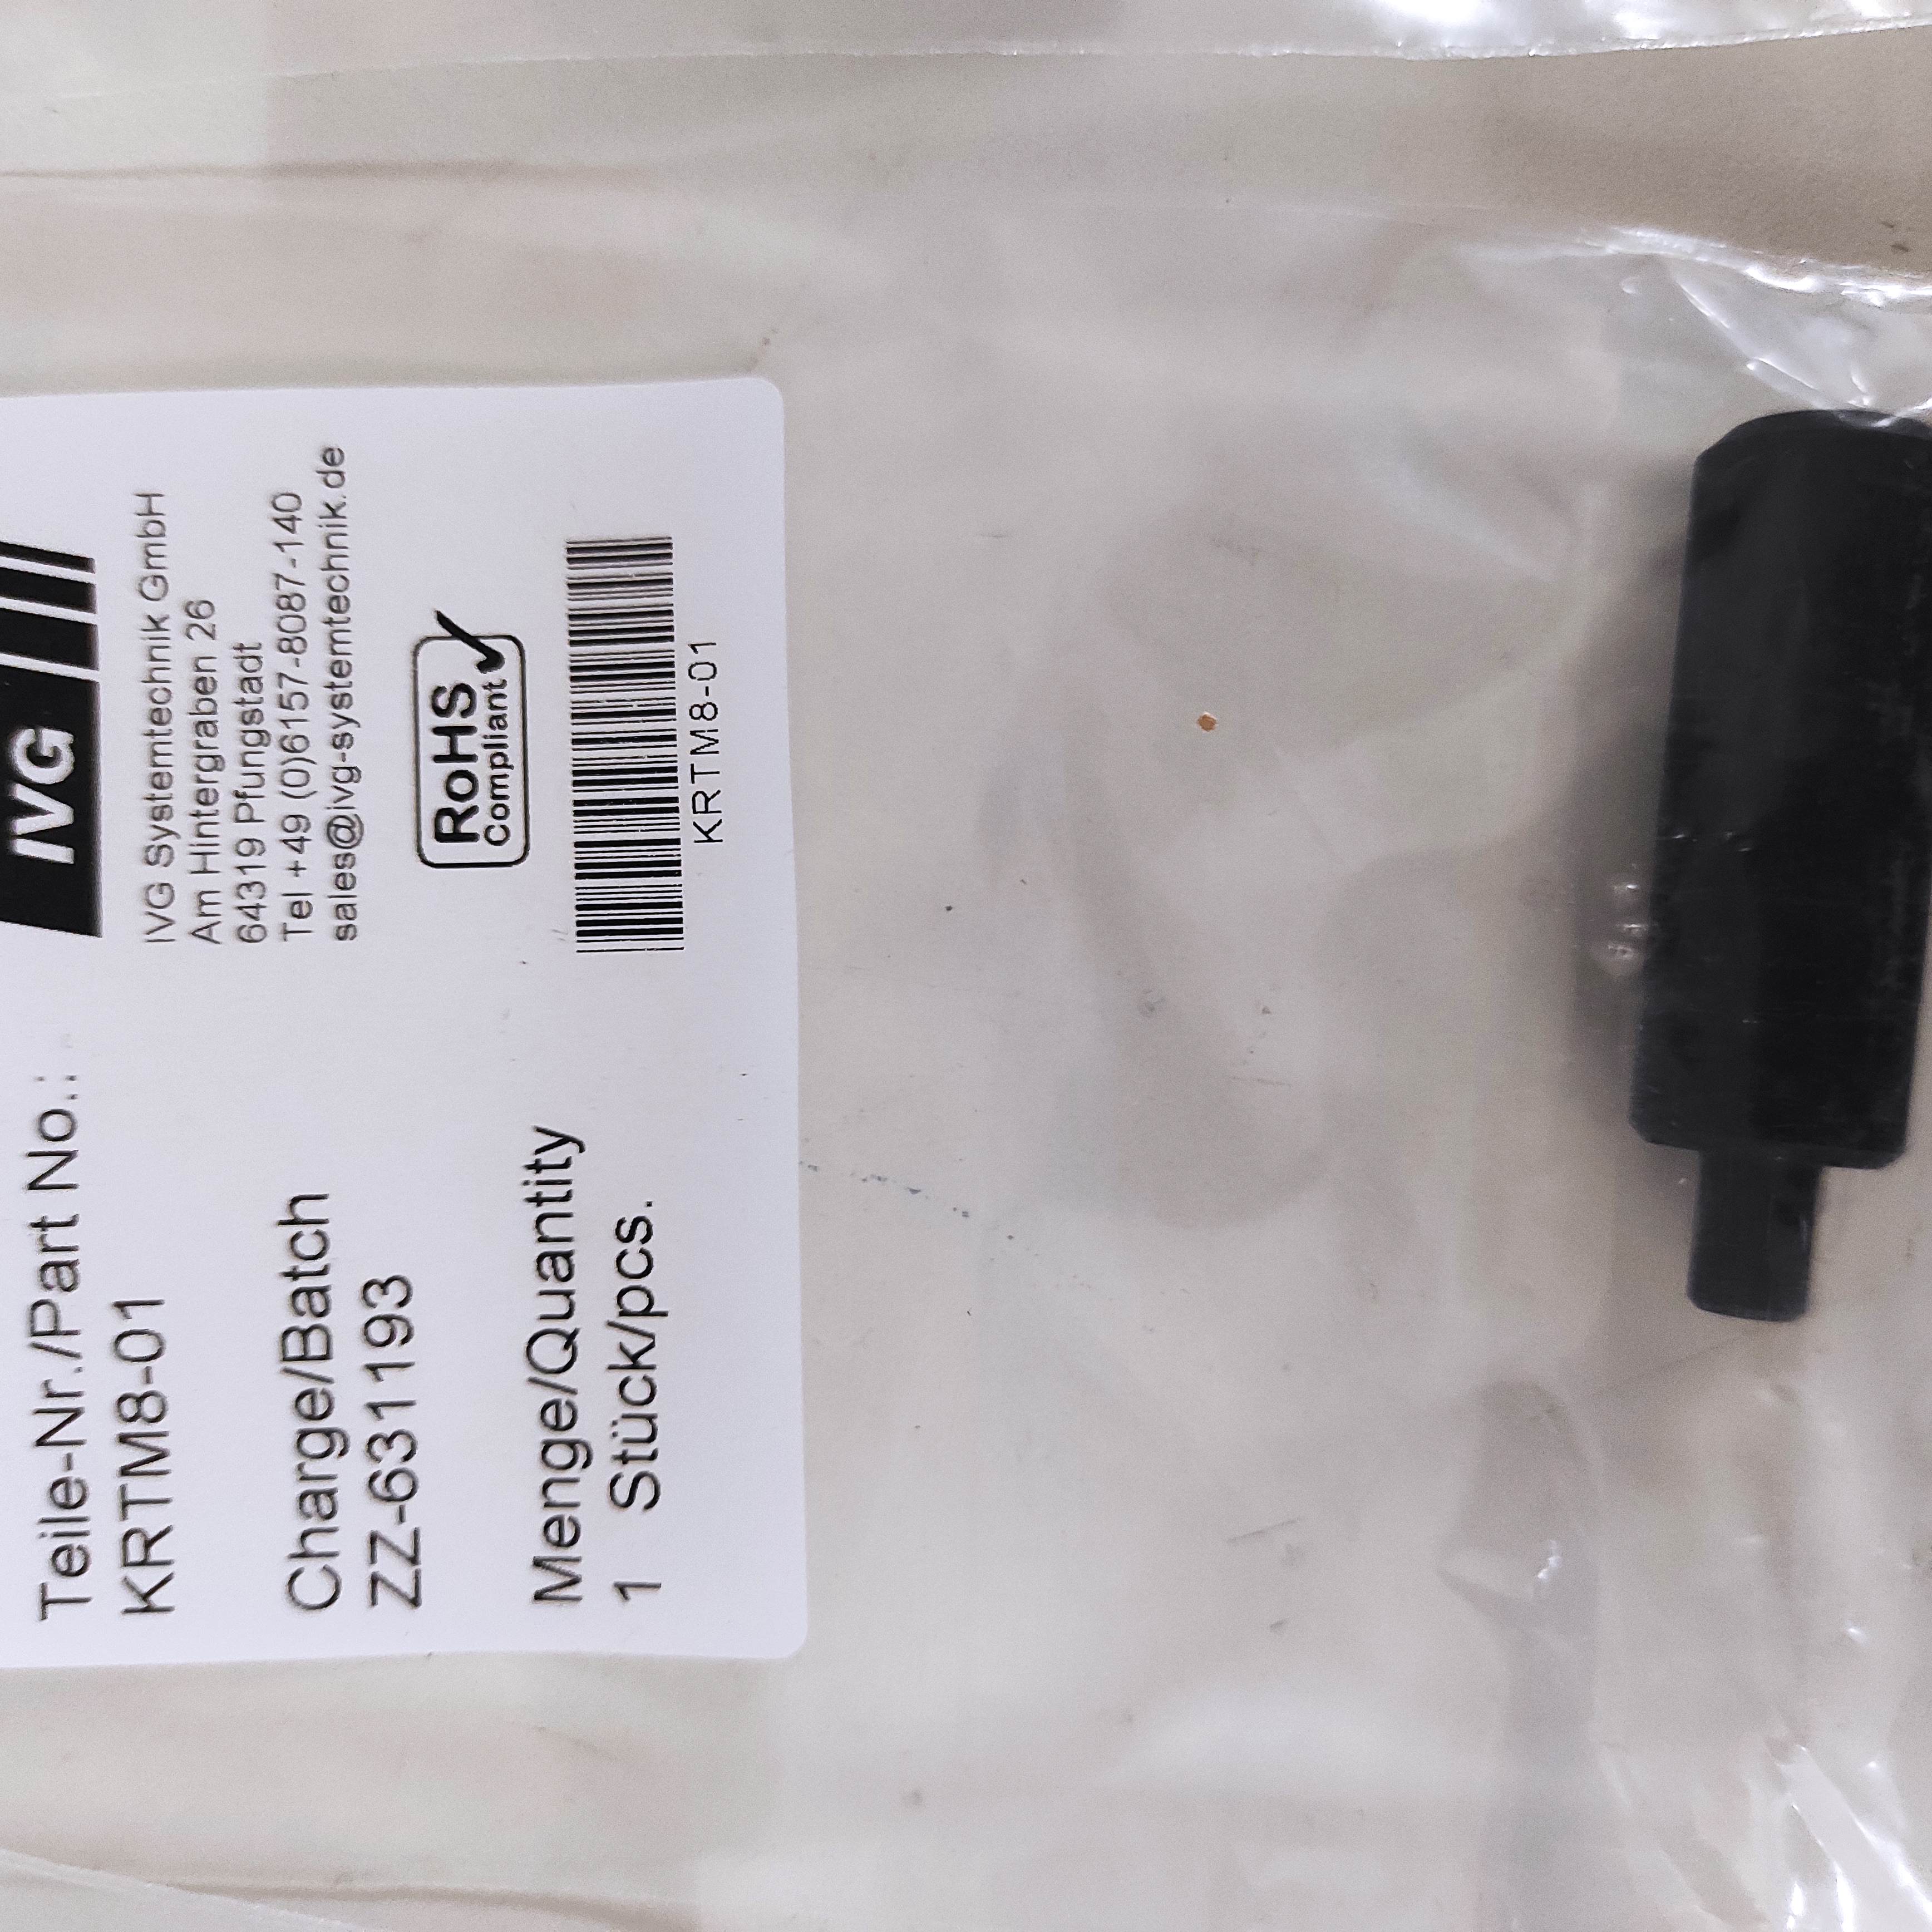 Teile-Nr./Part No.:
KRTM8-01
Charge/Batch
ZZ-631193
Menge/Quantity
1 Stück/pcs.
IVG
IVG Systemtechnik GmbH
Am Hintergraben 26
64319 Pfungstadt
Tel +49 (0)6157-8087-140
sales@ivg-systemtechnik.de
RoHS
Compliant
KRTM8-01